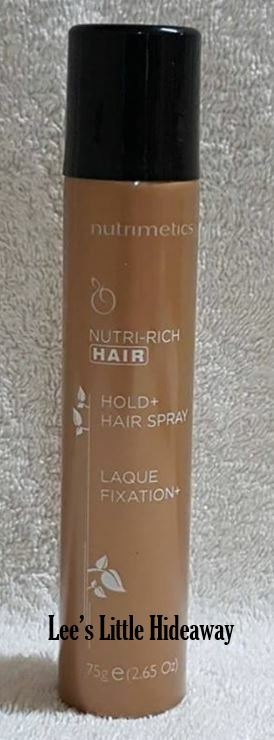 nutrimetics
NUTRI-RICH
HAIR
HOLD+
HAIR SPRAY
LAQUE
FIXATION+
Lee's Little Hideaway
75g e (2.65 Oz)